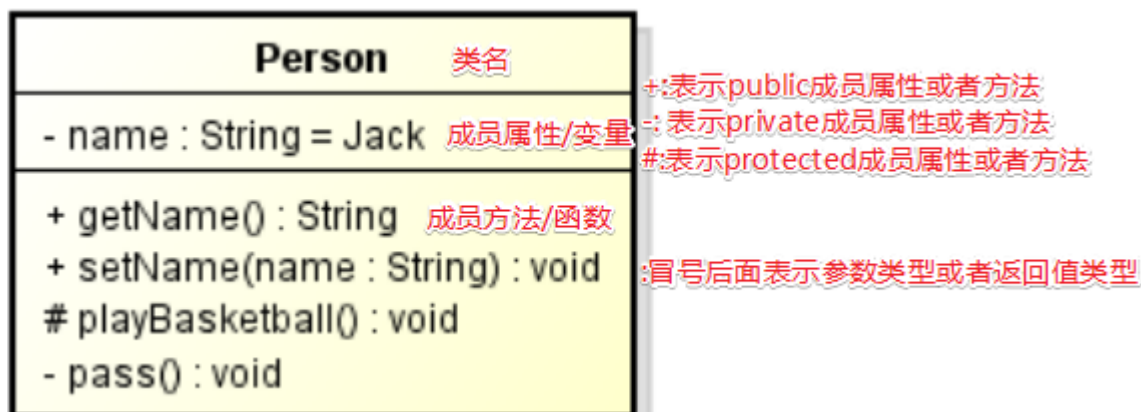 Person 类名
+:表示public成员属性或者方法
- name : String = Jack 成员属性/变量
-: 表示private成员属性或者方法
#:表示protected成员属性或者方法
+ getName() : String 成员方法/函数
+ setName(name : String) : void
:冒号后面表示参数类型或者返回值类型
# playBasketball() : void
- pass() : void